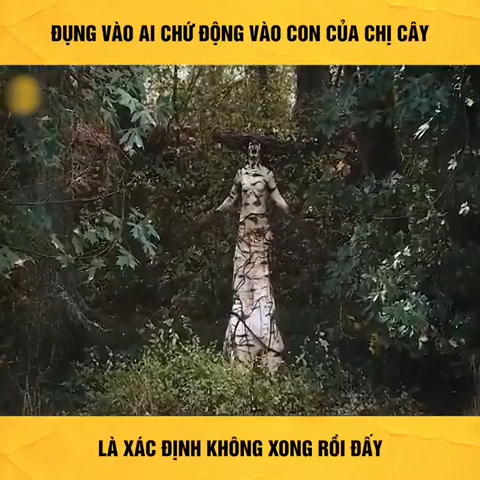 ĐỤNG VÀO AI CHỨ ĐỘNG VÀO CON CỦA CHỊ CÂY
LÀ XÁC ĐỊNH KHÔNG XONG RỒI ĐẤY